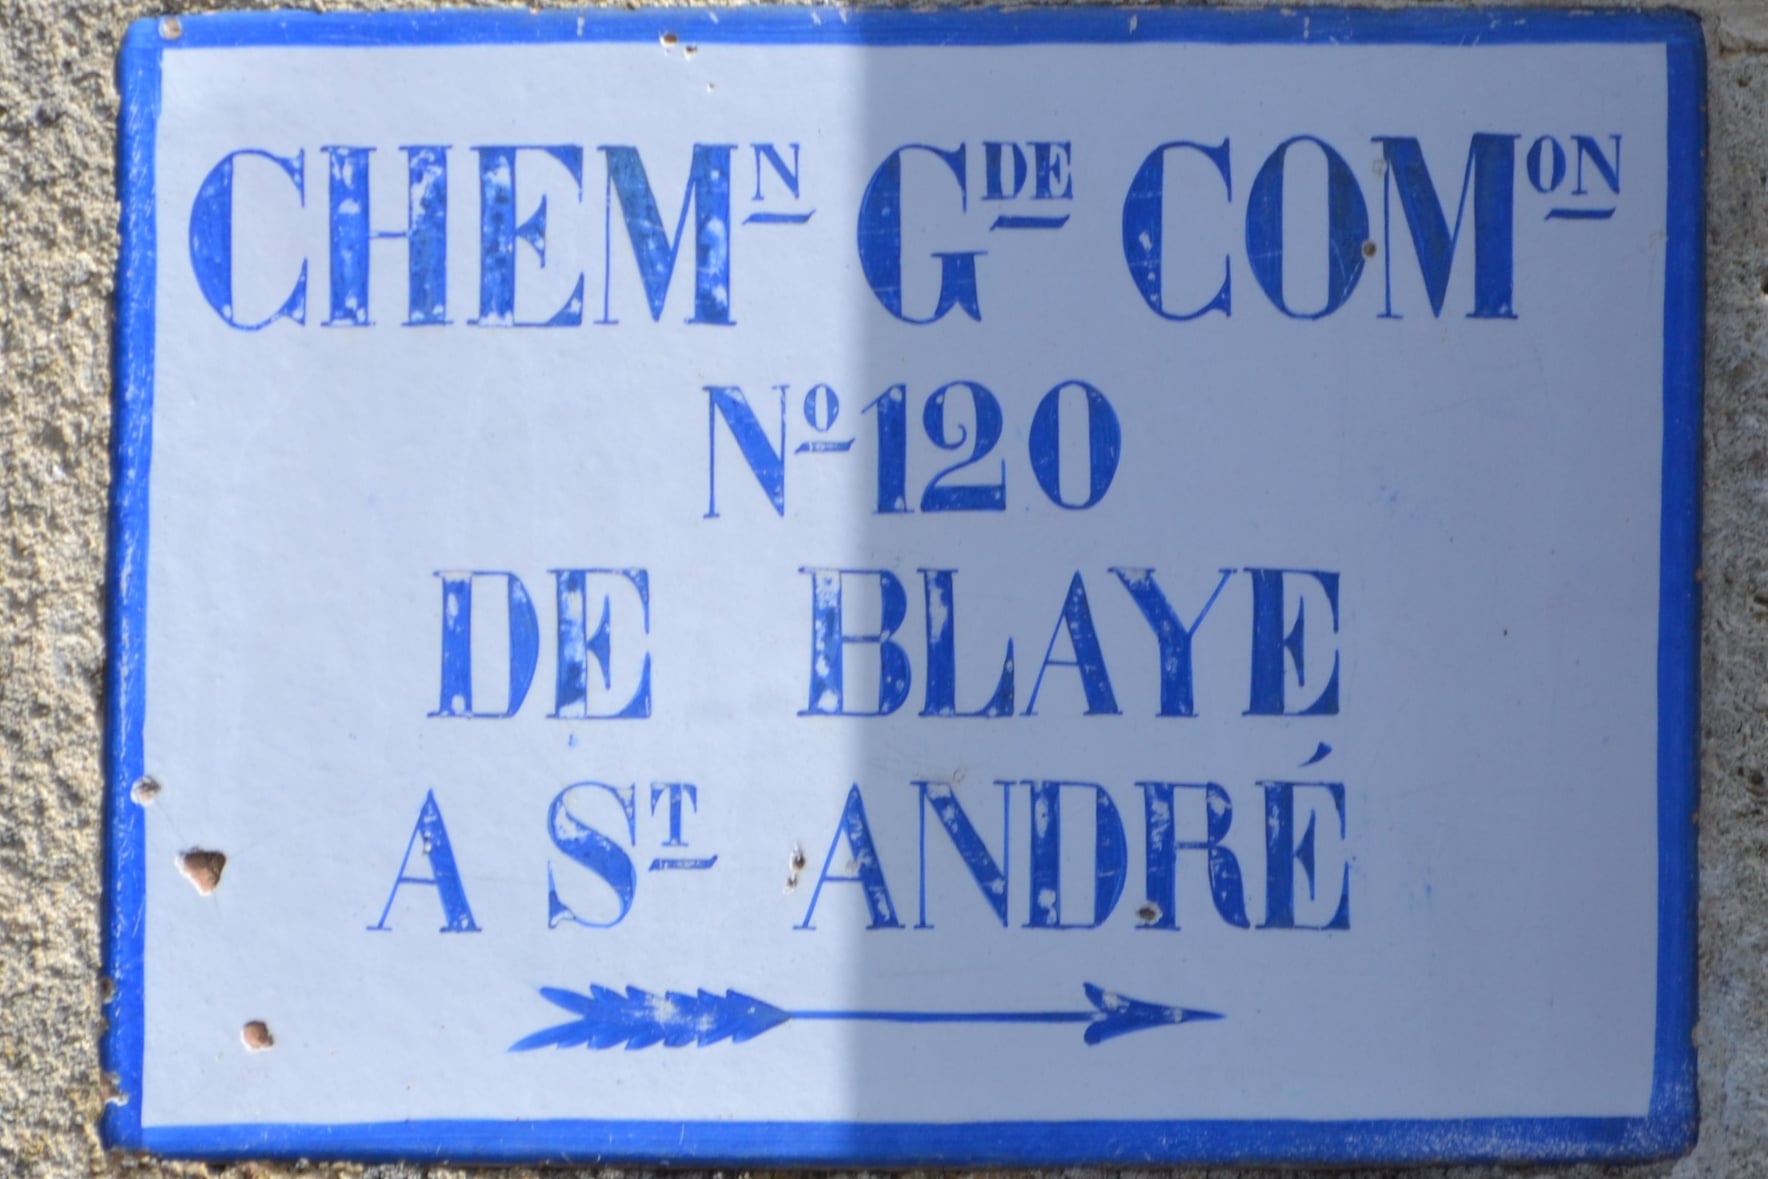 CHEMN GDE COMON
No 120
DE BLAYE
A ST ANDRÉ